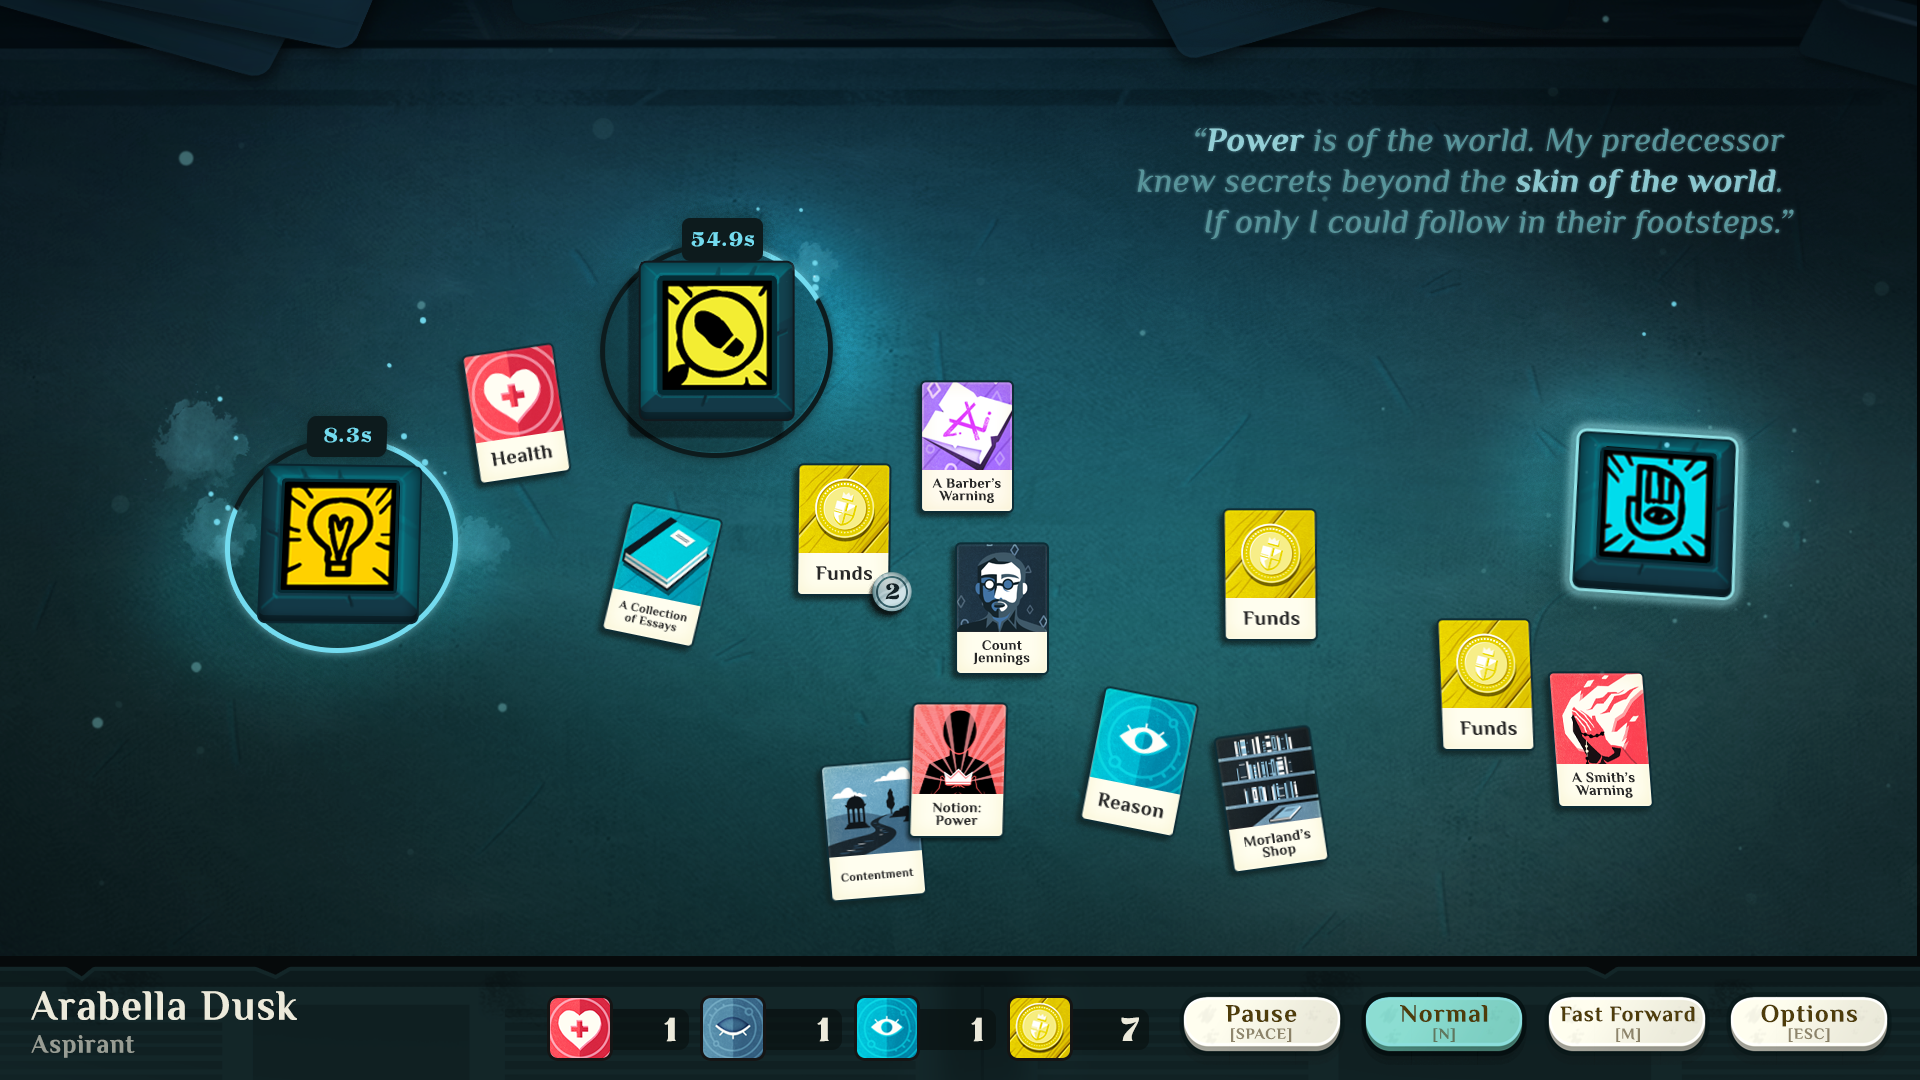 “Power is of the world. My predecessor
knew secrets beyond the skin of the world.
If only I could follow in their footsteps.”
54.9s
8.3s
Health
A Barber's
Warning
Funds
2
A Collection
of Essays
Count
Jennings
Funds
Funds
A Smith's
Warning
Notion:
Power
Reason
Morland's
Shop
Contentment
Arabella Dusk
Aspirant
1
1
1
7
Pause
[SPACE]
Normal
[N]
Fast Forward
[M]
Options
[ESC]